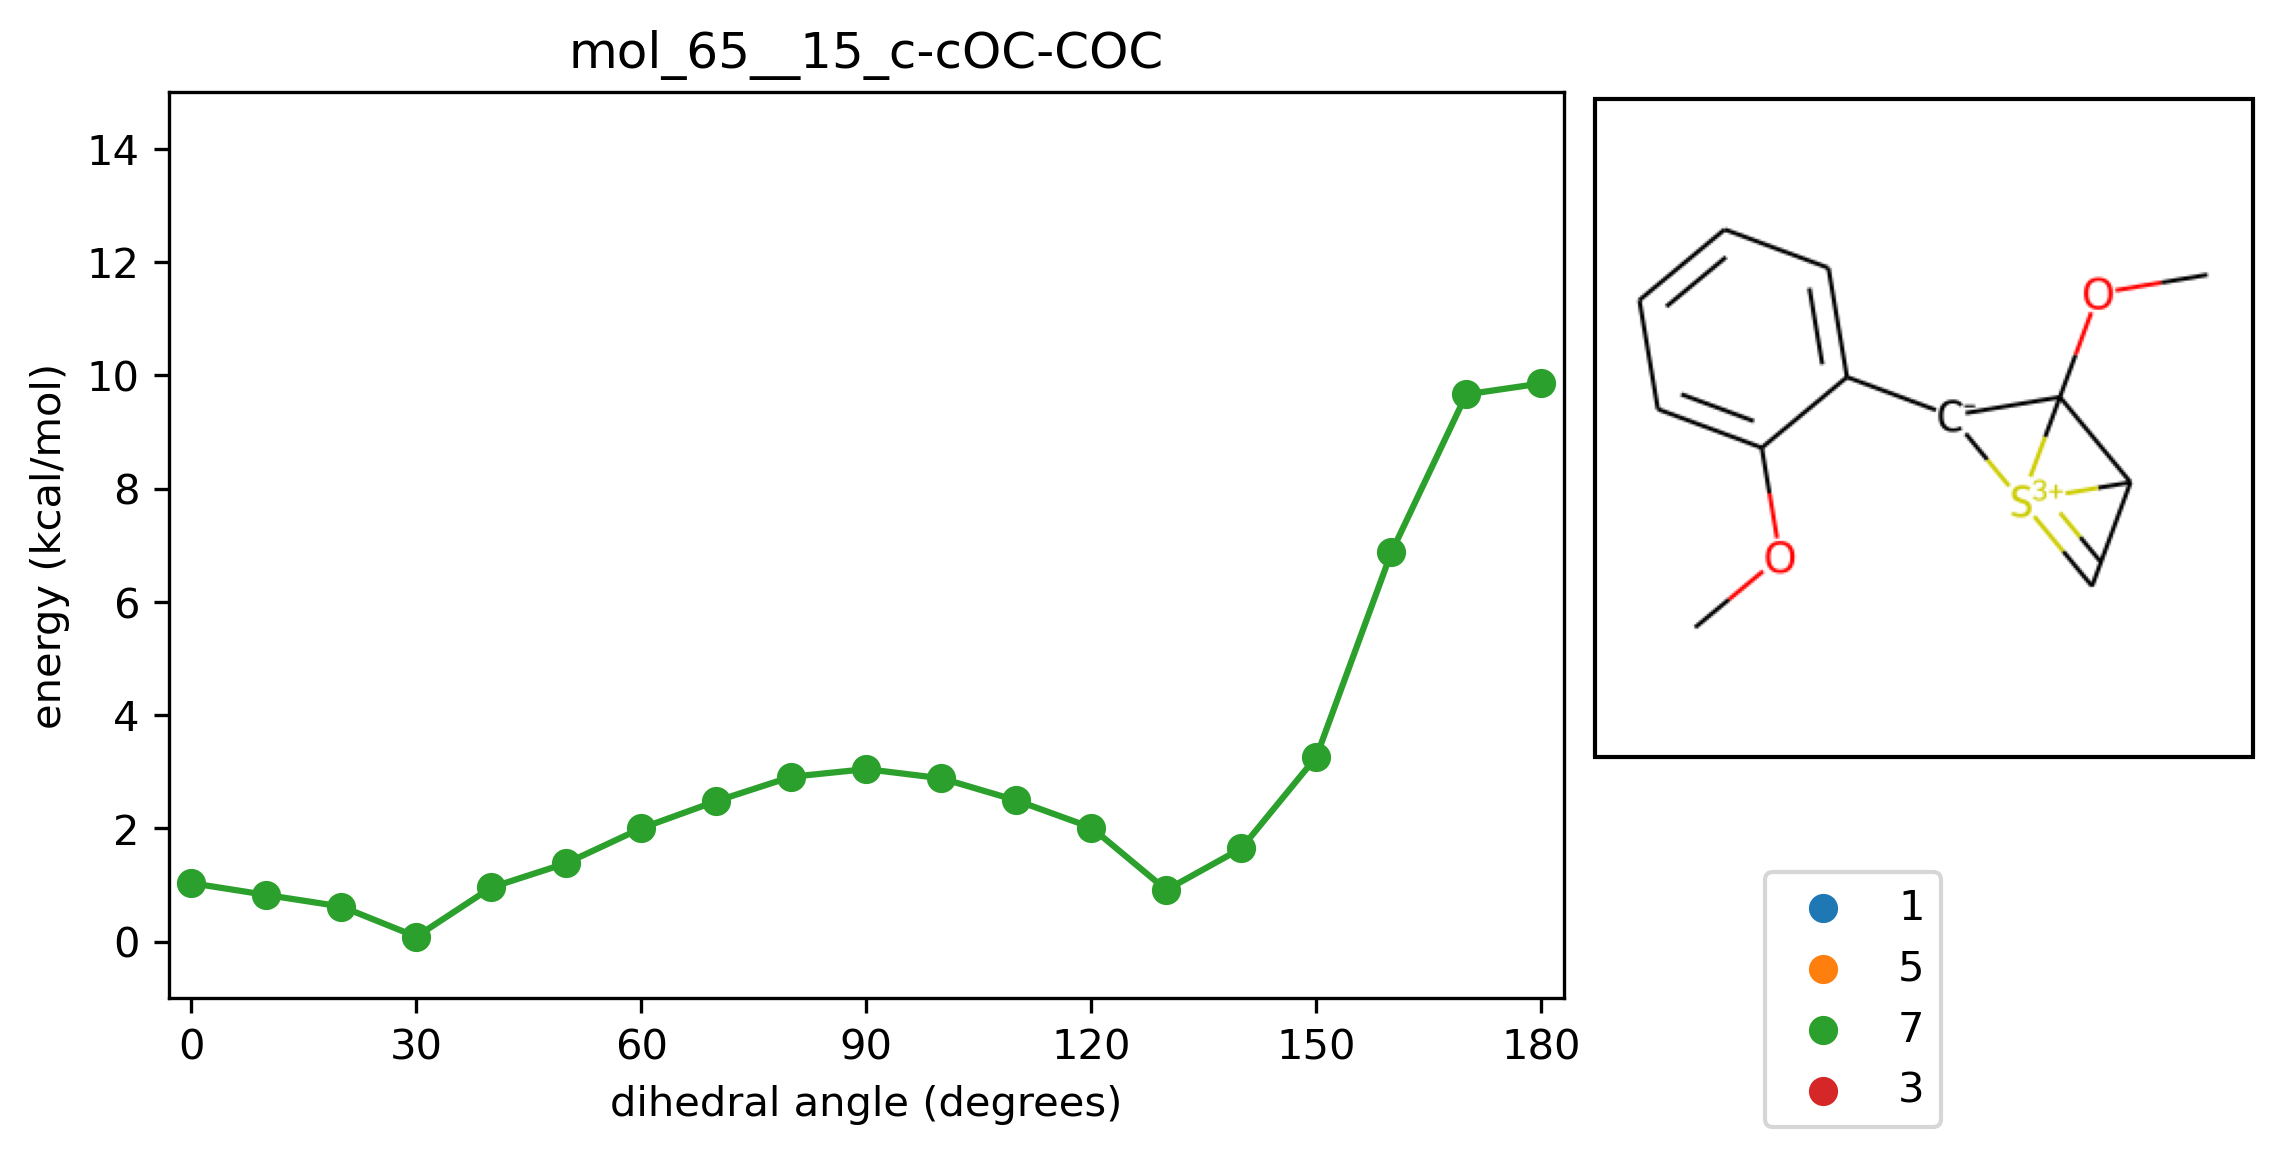 mol_65__15_c-cOC-COC
energy (kcal/mol)
14
12
10
8
6
4
2
0
0 30 60 90 120 150 180
dihedral angle (degrees)
O
C-
S3+
O
1
5
7
3